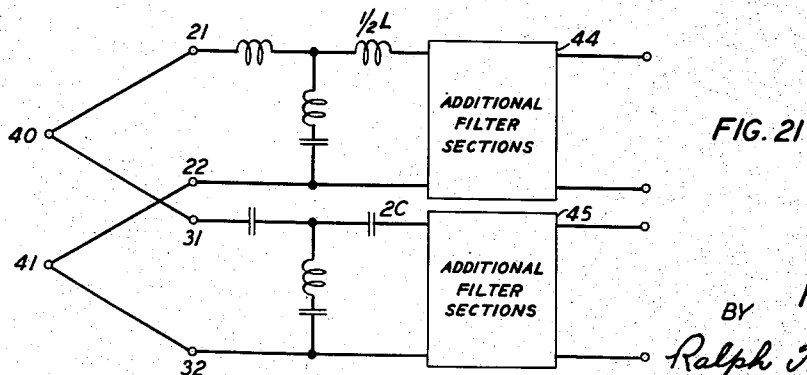 21
½L
44
ADDITIONAL
FILTER
SECTIONS
40
FIG. 21
22
31
2C
45
41
ADDITIONAL
FILTER
SECTIONS
BY
32
Ralph